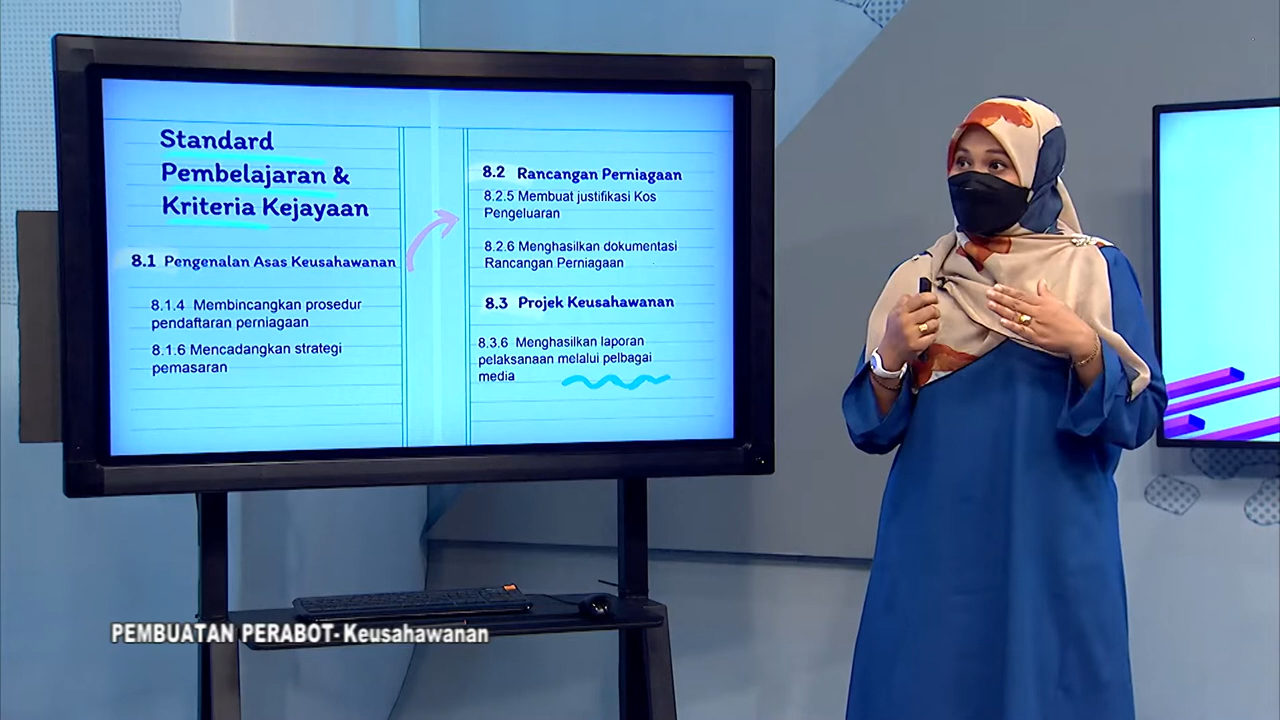 Standard
Pembelajaran &
Kriteria Kejayaan
8.1 Pengenalan Asas Keusahawanan
8.1.4 Membincangkan prosedur
pendaftaran perniagaan
8.1.6 Mencadangkan strategi
pemasaran
8.2 Rancangan Perniagaan
8.2.5 Membuat justifikasi Kos
Pengeluaran
8.2.6 Menghasilkan dokumentasi
Rancangan Perniagaan
8.3 Projek Keusahawanan
8.3.6 Menghasilkan laporan
pelaksanaan melalui pelbagai
media
PEMBUATAN PERABOT- Keusahawanan